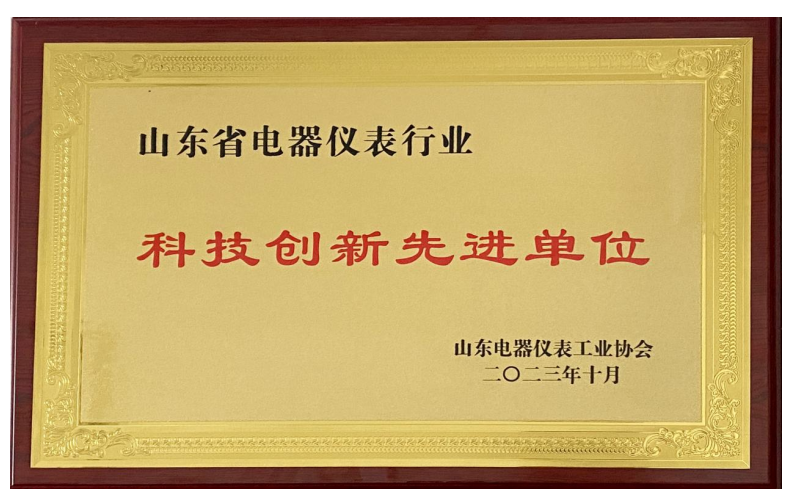 山东省电器仪表行业
科技创新先进单位
山东电器仪表工业协会
二〇二三年十月